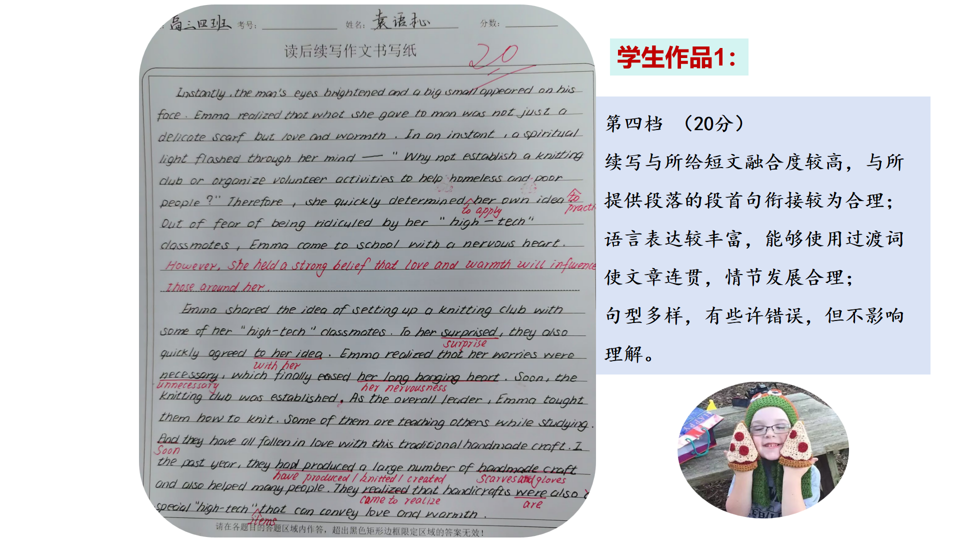 高三四班 考号： 姓名：袁语杺 分数：
读后续写作文书写纸
20
Instantly, the man's eyes brightened and a big small appeared on his
face. Emma realized that what she gave to man was not just a
delicate scarf but love and warmth. In an instant, a spiritual
light flashed through her mind — "Why not establish a knitting
club or organize volunteer activities to help homeless and poor
people?" Therefore, she quickly determined her own idea to
to apply practi
Out of fear of being ridiculed by her "high-tech"
classmates, Emma come to school with a nervous heart.
However, she held a strong belief that love and warmth will influence
those around her.
Emma shared the idea of setting up a knitting club with
some of her "high-tech" classmates. To her surprised, they also
surprise
quickly agreed to her idea. Emma realized that her worries were
with her
necessary, which finally eased her long hanging heart. Soon, the
unnecessary her nervousness
knitting club was established. As the overall leader, Emma taught
them how to knit. Some of them are teaching others while studying.
And they have all fallen in love with this traditional handmade craft. I
Soon
the past year, they had produced a large number of handmade craft
have produced / knitted / created scarves and gloves
and also helped many people. They realized that handicrafts were also
came to realize are
special "high-tech" that can convey love and warmth.
items
请在各题目的答题区域内作答，超出黑色矩形边框限定区域的答案无效！
学生作品1：
第四档 （20分）
续写与所给短文融合度较高，与所
提供段落的段首句衔接较为合理；
语言表达较丰富，能够使用过渡词
使文章连贯，情节发展合理；
句型多样，有些许错误，但不影响
理解。